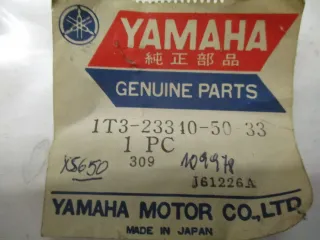 YAMAHA
純正部品
GENUINE PARTS
1T3-23340-50-33
1 PC
XS650
309
109978
J61226A
YAMAHA MOTOR CO.,LTD.
MADE IN JAPAN